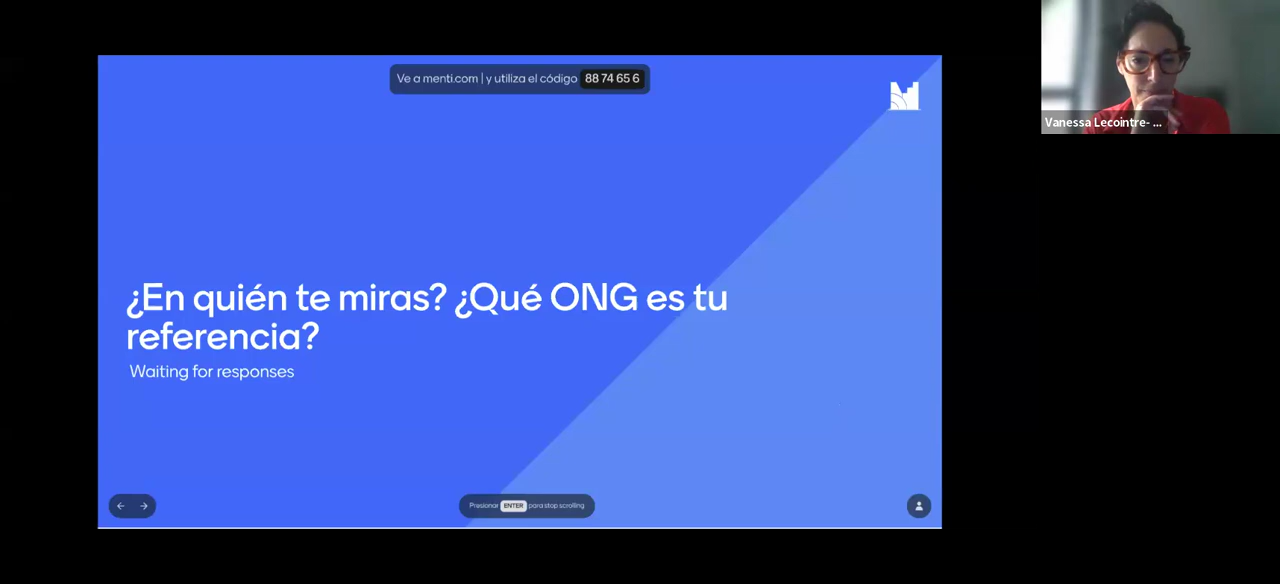 Ve a menti.com | y utiliza el código 88 74 65 6
Vanessa Lecointre- ...
¿En quién te miras? ¿Qué ONG es tu
referencia?
Waiting for responses
Presionar ENTER para stop scrolling